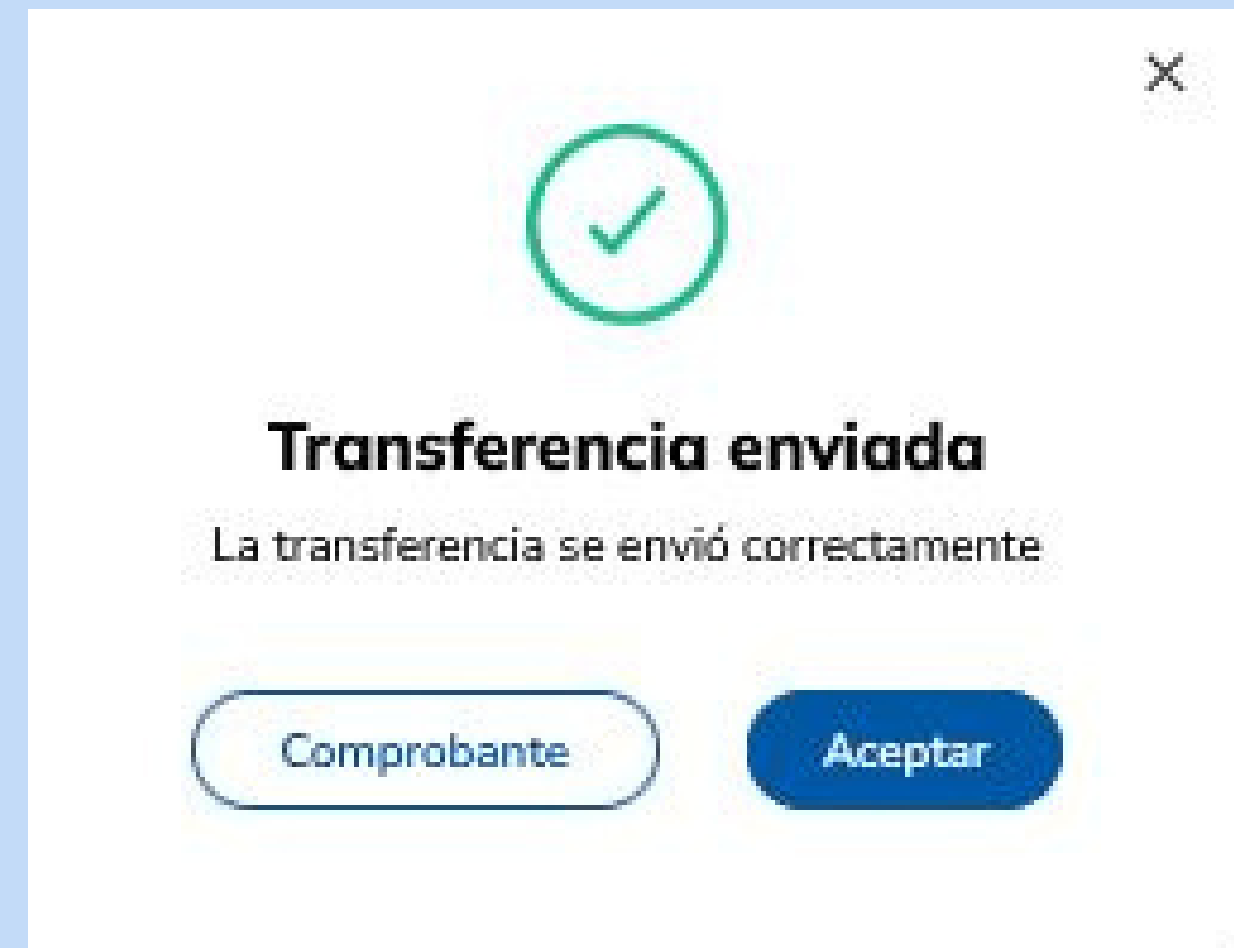 Transferencia enviada
La transferencia se envió correctamente
Comprobante
Aceptar